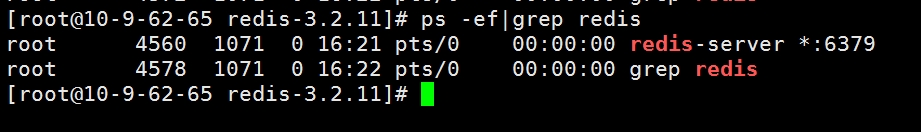 [root@10-9-62-65 redis-3.2.11]# ps -ef|grep redis
root      4560  1071  0 16:21 pts/0    00:00:00 redis-server *:6379
root      4578  1071  0 16:22 pts/0    00:00:00 grep redis
[root@10-9-62-65 redis-3.2.11]#